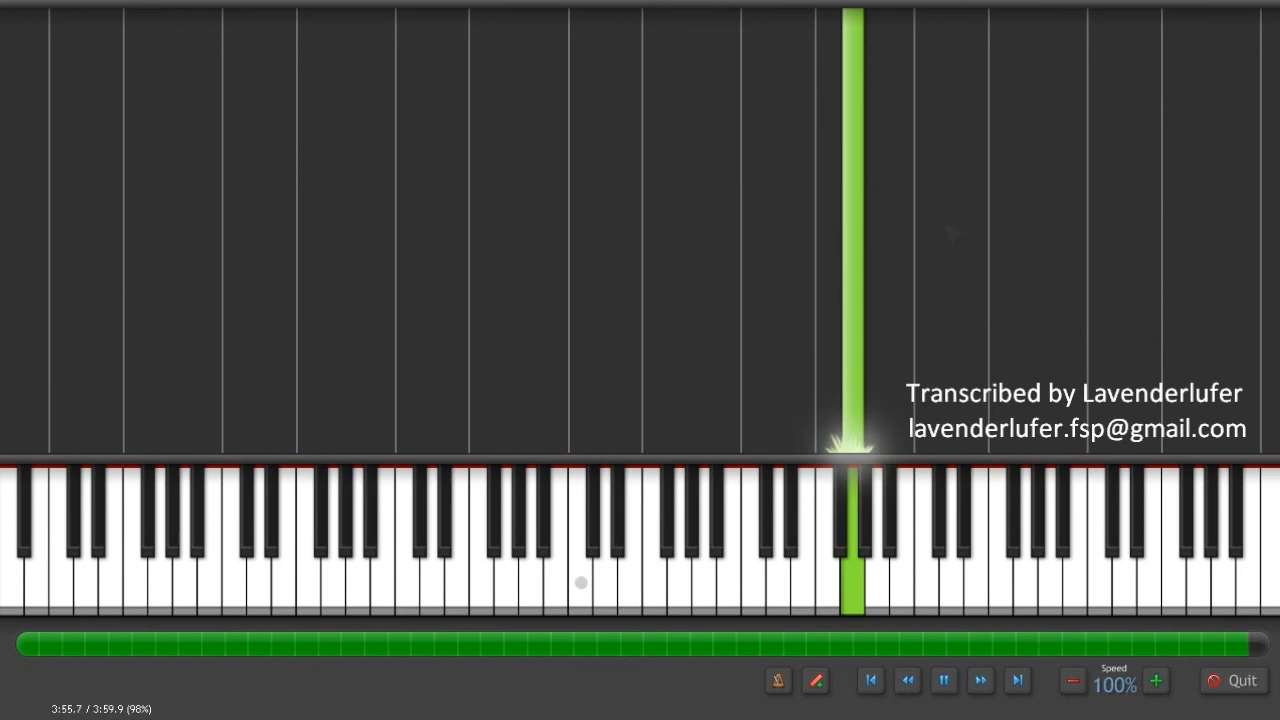 Transcribed by Lavenderlufer
lavenderlufer.fsp@gmail.com
Speed
100%
Quit
3:55.7 / 3:59.9 (98%)